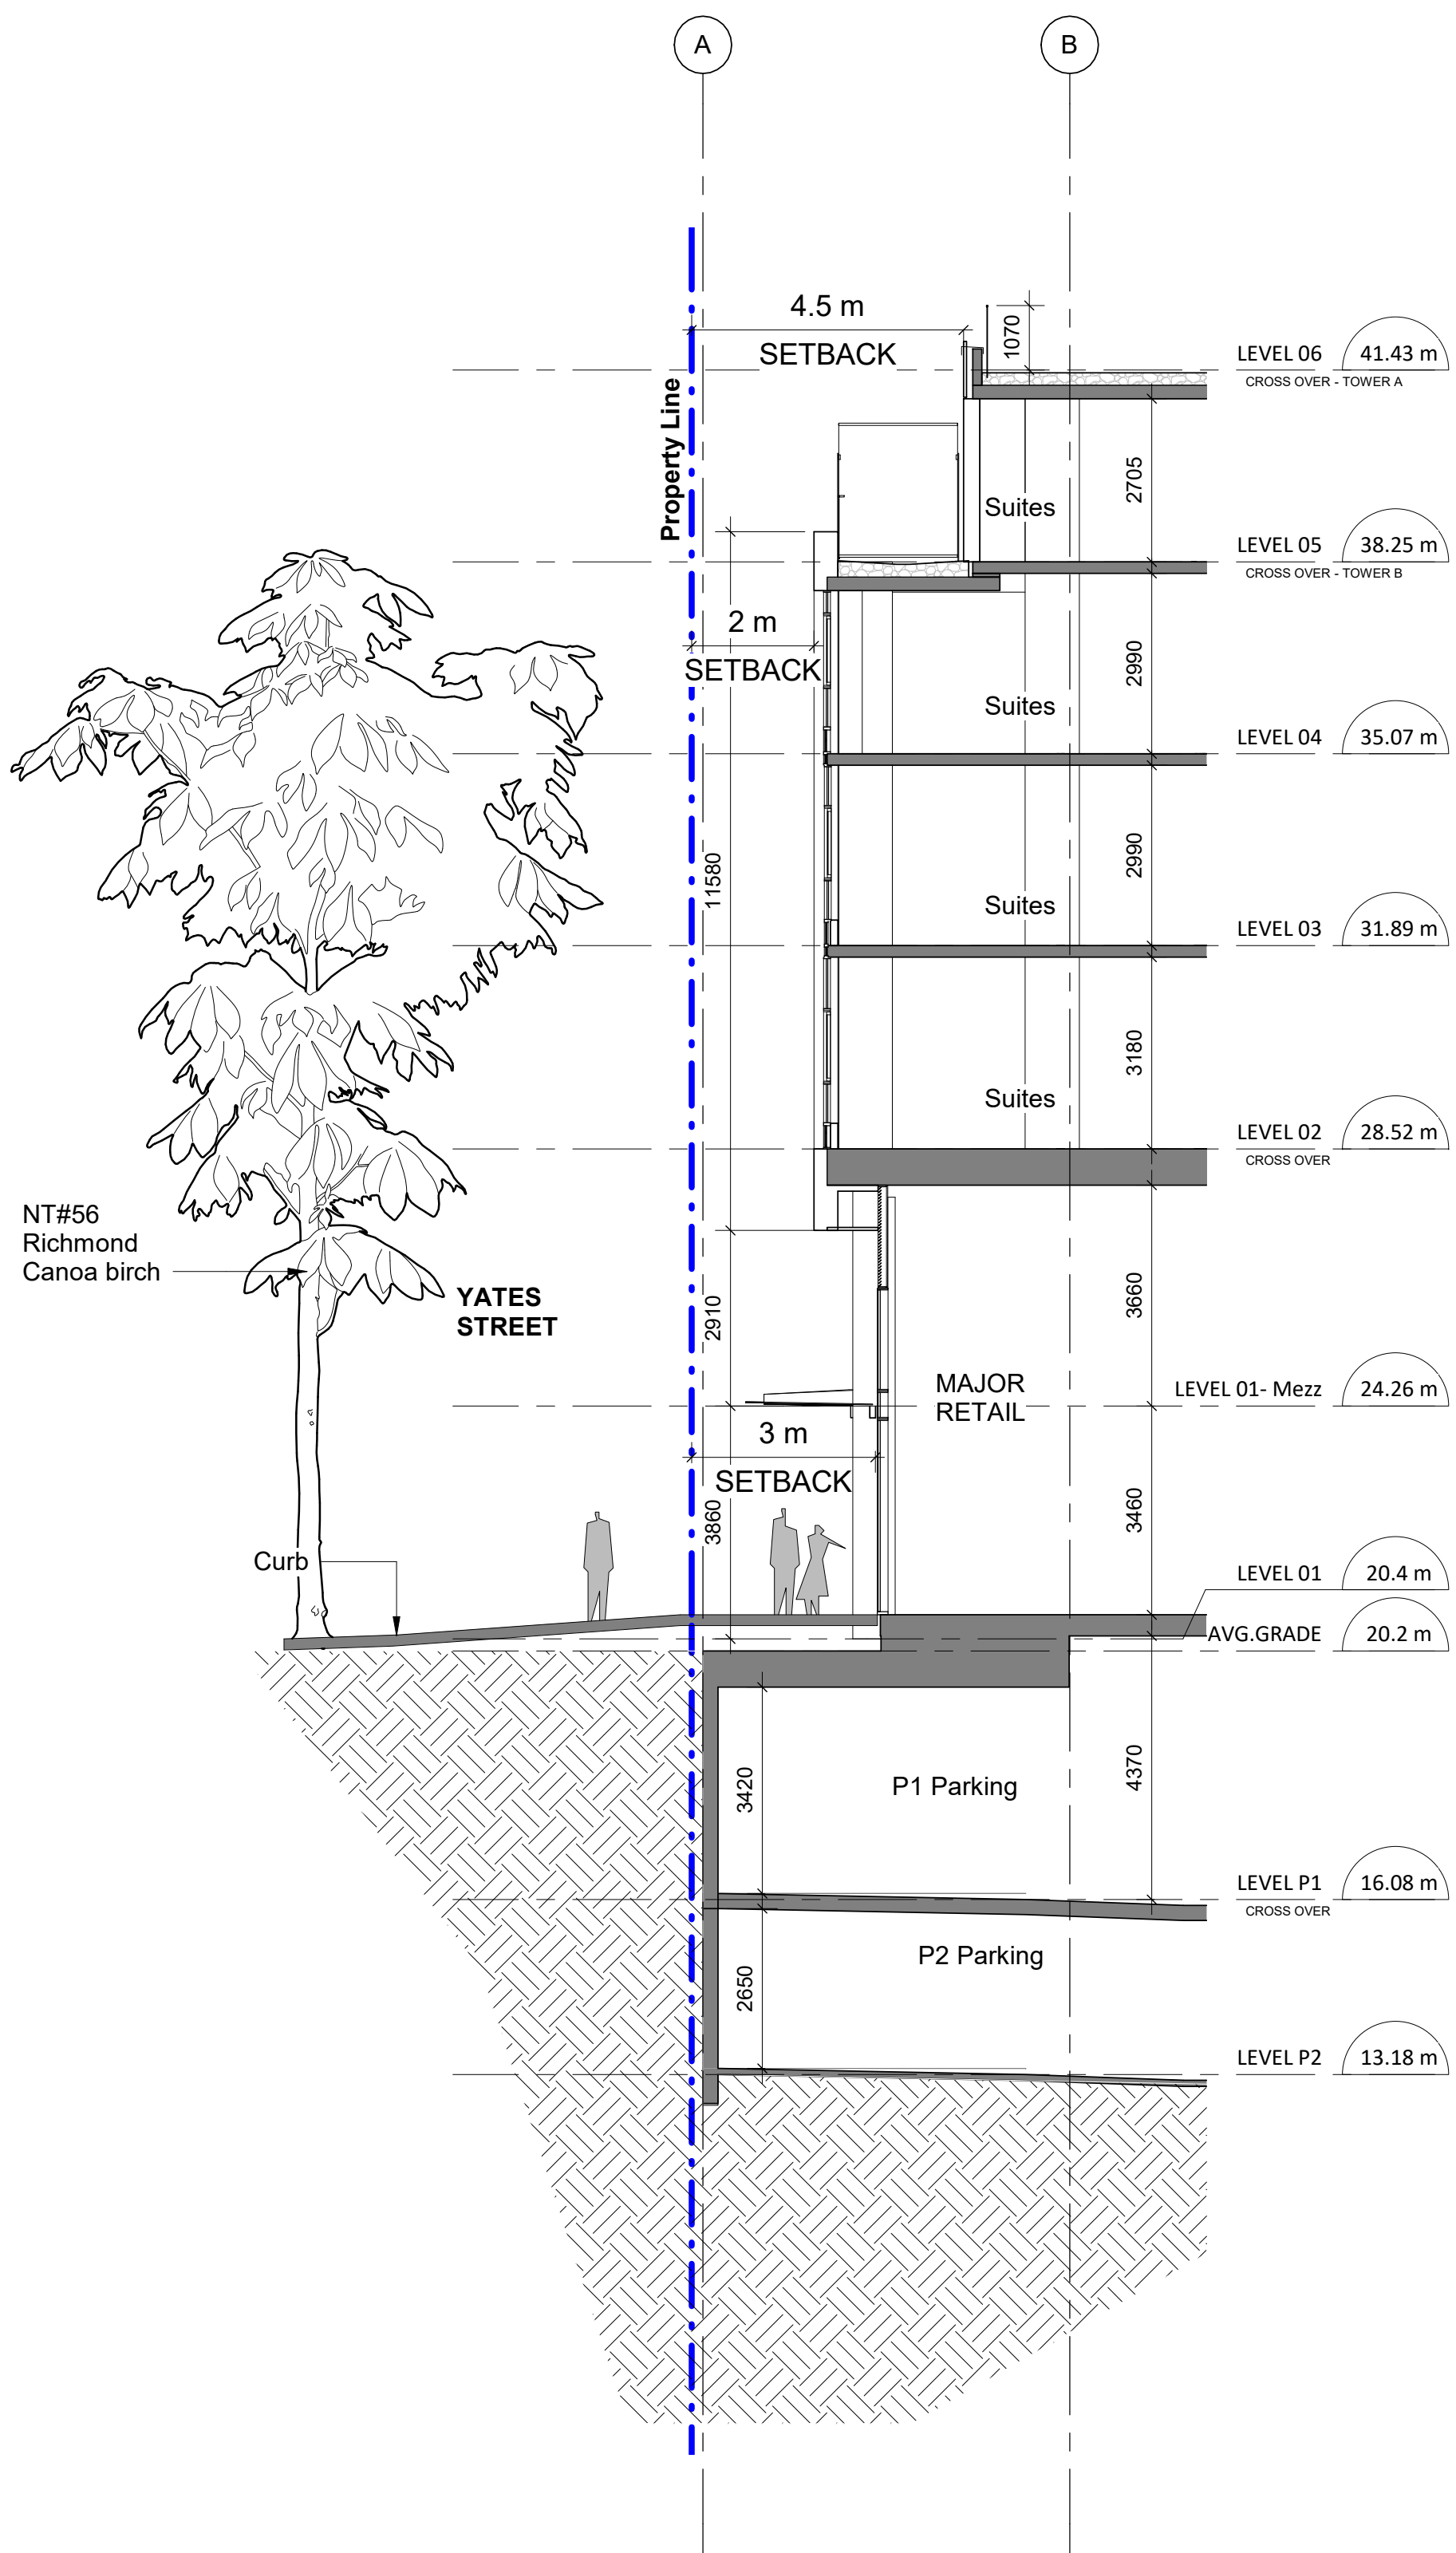 A
B
4.5 m
SETBACK
1070
LEVEL 06
41.43 m
CROSS OVER - TOWER A
Property Line
2705
Suites
LEVEL 05
38.25 m
CROSS OVER - TOWER B
2 m
SETBACK
2990
Suites
LEVEL 04
35.07 m
11580
2990
Suites
LEVEL 03
31.89 m
3180
Suites
LEVEL 02
28.52 m
CROSS OVER
NT#56
Richmond
Canoa birch
YATES
STREET
2910
3660
MAJOR
RETAIL
LEVEL 01- Mezz
24.26 m
3 m
SETBACK
3860
3460
Curb
LEVEL 01
20.4 m
AVG.GRADE
20.2 m
3420
P1 Parking
4370
LEVEL P1
16.08 m
CROSS OVER
P2 Parking
2650
LEVEL P2
13.18 m